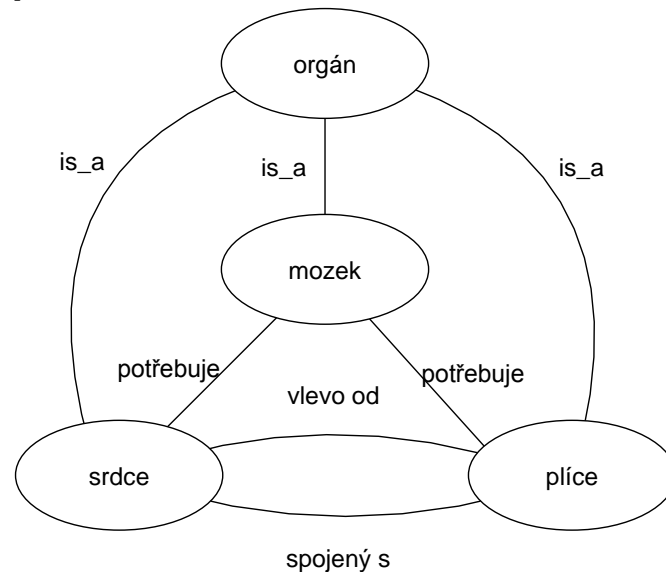 orgán
is_a
is_a
is_a
mozek
potřebuje
potřebuje
vlevo od
srdce
plíce
spojený s